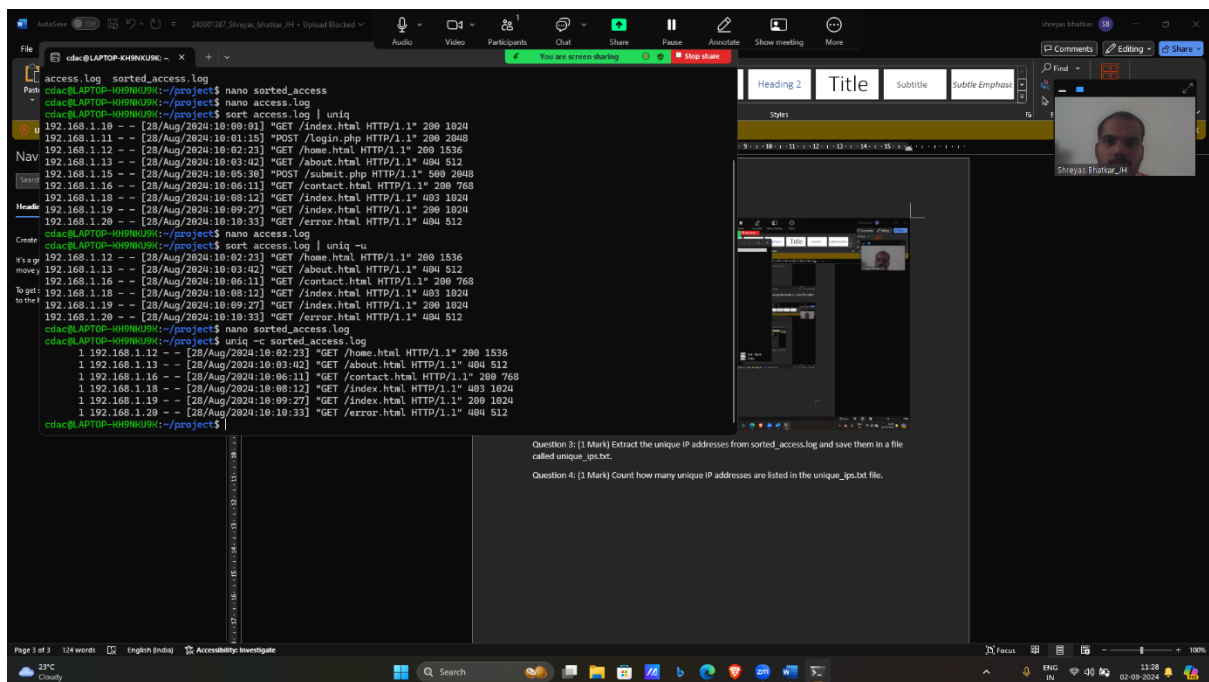 AutoSave Off 240601387_Shreyas_bhatkar_JH • Upload Blocked
Audio Video Participants 1 Chat Share Pause Annotate Show meeting More
shreyas bhatkar SB
File
cdac@LAPTOP-KH9NKU9K: ~
You are screen sharing Stop share
Comments Editing Share
Find
Heading 2 Title Subtitle Subtle Emphasi
Styles
Shreyas Bhatkar_JH
access.log sorted_access.log
cdac@LAPTOP-KH9NKU9K:~/project$ nano sorted_access
cdac@LAPTOP-KH9NKU9K:~/project$ nano access.log
cdac@LAPTOP-KH9NKU9K:~/project$ sort access.log | uniq
192.168.1.10 - - [28/Aug/2024:10:00:01] "GET /index.html HTTP/1.1" 200 1024
192.168.1.11 - - [28/Aug/2024:10:01:15] "POST /login.php HTTP/1.1" 200 2048
192.168.1.12 - - [28/Aug/2024:10:02:23] "GET /home.html HTTP/1.1" 200 1536
192.168.1.13 - - [28/Aug/2024:10:03:42] "GET /about.html HTTP/1.1" 404 512
192.168.1.15 - - [28/Aug/2024:10:05:30] "POST /submit.php HTTP/1.1" 500 2048
192.168.1.16 - - [28/Aug/2024:10:06:11] "GET /contact.html HTTP/1.1" 200 768
192.168.1.18 - - [28/Aug/2024:10:08:12] "GET /index.html HTTP/1.1" 403 1024
192.168.1.19 - - [28/Aug/2024:10:09:27] "GET /index.html HTTP/1.1" 200 1024
192.168.1.20 - - [28/Aug/2024:10:10:33] "GET /error.html HTTP/1.1" 404 512
cdac@LAPTOP-KH9NKU9K:~/project$ nano access.log
cdac@LAPTOP-KH9NKU9K:~/project$ sort access.log | uniq -u
192.168.1.12 - - [28/Aug/2024:10:02:23] "GET /home.html HTTP/1.1" 200 1536
192.168.1.13 - - [28/Aug/2024:10:03:42] "GET /about.html HTTP/1.1" 404 512
192.168.1.16 - - [28/Aug/2024:10:06:11] "GET /contact.html HTTP/1.1" 200 768
192.168.1.18 - - [28/Aug/2024:10:08:12] "GET /index.html HTTP/1.1" 403 1024
192.168.1.19 - - [28/Aug/2024:10:09:27] "GET /index.html HTTP/1.1" 200 1024
192.168.1.20 - - [28/Aug/2024:10:10:33] "GET /error.html HTTP/1.1" 404 512
cdac@LAPTOP-KH9NKU9K:~/project$ nano sorted_access.log
cdac@LAPTOP-KH9NKU9K:~/project$ uniq -c sorted_access.log
1 192.168.1.12 - - [28/Aug/2024:10:02:23] "GET /home.html HTTP/1.1" 200 1536
1 192.168.1.13 - - [28/Aug/2024:10:03:42] "GET /about.html HTTP/1.1" 404 512
1 192.168.1.16 - - [28/Aug/2024:10:06:11] "GET /contact.html HTTP/1.1" 200 768
1 192.168.1.18 - - [28/Aug/2024:10:08:12] "GET /index.html HTTP/1.1" 403 1024
1 192.168.1.19 - - [28/Aug/2024:10:09:27] "GET /index.html HTTP/1.1" 200 1024
1 192.168.1.20 - - [28/Aug/2024:10:10:33] "GET /error.html HTTP/1.1" 404 512
cdac@LAPTOP-KH9NKU9K:~/project$
Question 3: (1 Mark) Extract the unique IP addresses from sorted_access.log and save them in a file
called unique_ips.txt.
Question 4: (1 Mark) Count how many unique IP addresses are listed in the unique_ips.txt file.
Page 3 of 3 124 words English (India) Accessibility: Investigate
Focus 100%
23°C
Cloudy
Search
ENG
IN
11:28
02-09-2024